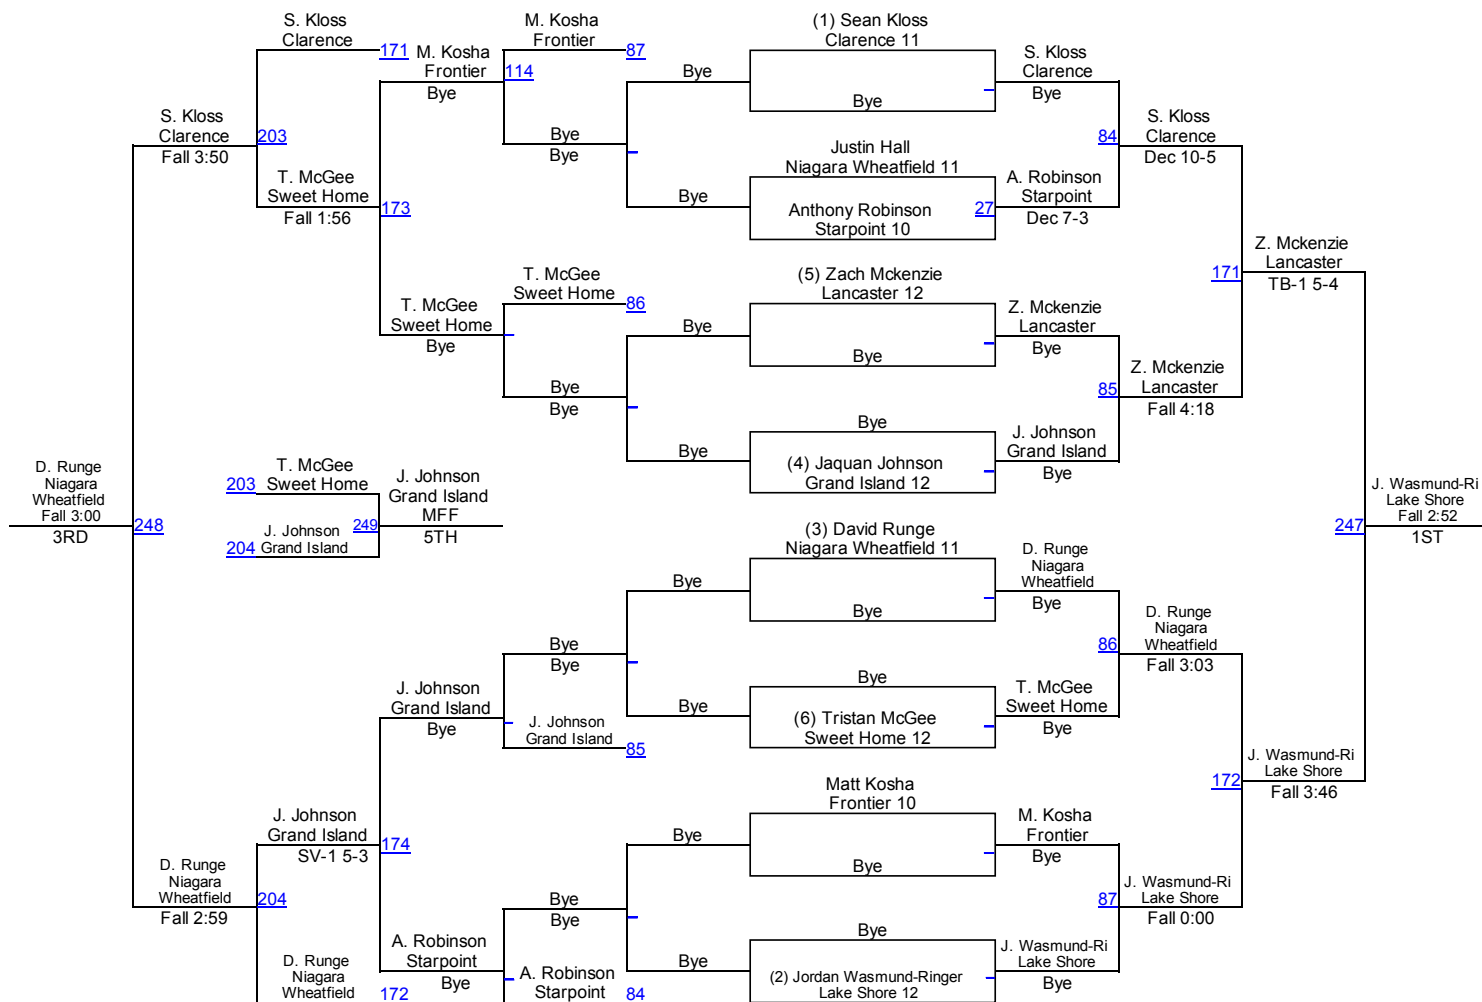 S. Kloss
Clarence
171
203
S. Kloss
Clarence
Fall 3:50
T. McGee
Sweet Home
Fall 1:56
173
M. Kosha
Frontier
Bye
114
M. Kosha
Frontier
87
Bye
Bye
T. McGee
Sweet Home
Bye
T. McGee
Sweet Home
86
Bye
Bye
Bye
Bye
Bye
Bye
(1) Sean Kloss
Clarence 11
Bye
Justin Hall
Niagara Wheatfield 11
Anthony Robinson
Starpoint 10
27
(5) Zach Mckenzie
Lancaster 12
Bye
Bye
(4) Jaquan Johnson
Grand Island 12
S. Kloss
Clarence
Bye
A. Robinson
Starpoint
Dec 7-3
84
S. Kloss
Clarence
Dec 10-5
Z. Mckenzie
Lancaster
Bye
J. Johnson
Grand Island
Bye
85
Z. Mckenzie
Lancaster
Fall 4:18
171
Z. Mckenzie
Lancaster
TB-1 5-4
D. Runge
Niagara
Wheatfield
Fall 3:00
3RD
248
203
T. McGee
Sweet Home
204
J. Johnson
Grand Island
249
J. Johnson
Grand Island
MFF
5TH
247
J. Wasmund-Ri
Lake Shore
Fall 2:52
1ST
(3) David Runge
Niagara Wheatfield 11
Bye
Bye
(6) Tristan McGee
Sweet Home 12
Bye
Bye
D. Runge
Niagara
Wheatfield
Bye
T. McGee
Sweet Home
Bye
86
D. Runge
Niagara
Wheatfield
Fall 3:03
Bye
Bye
J. Johnson
Grand Island
85
J. Johnson
Grand Island
Bye
J. Johnson
Grand Island
SV-1 5-3
174
D. Runge
Niagara
Wheatfield
Fall 2:59
204
Matt Kosha
Frontier 10
Bye
Bye
(2) Jordan Wasmund-Ringer
Lake Shore 12
Bye
Bye
M. Kosha
Frontier
Bye
J. Wasmund-Ri
Lake Shore
Bye
87
J. Wasmund-Ri
Lake Shore
Fall 0:00
172
J. Wasmund-Ri
Lake Shore
Fall 3:46
Bye
Bye
A. Robinson
Starpoint
Bye
A. Robinson
Starpoint
84
D. Runge
Niagara
Wheatfield
172